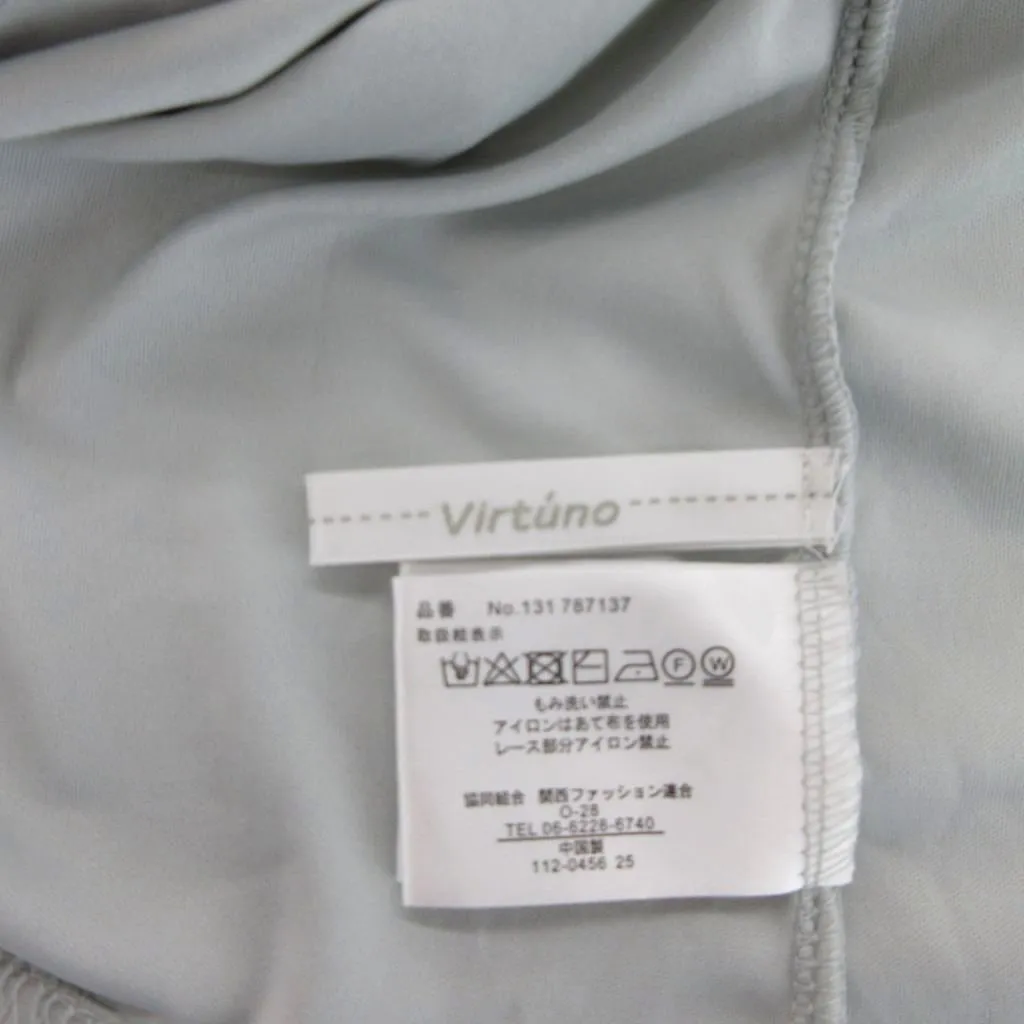 Virtúno
品番 No.131 787137
取扱絵表示
F W
もみ洗い禁止
アイロンはあて布を使用
レース部分アイロン禁止
協同組合 関西ファッション連合
O-28
TEL 06-6228-6740
中国製
112-0456 25